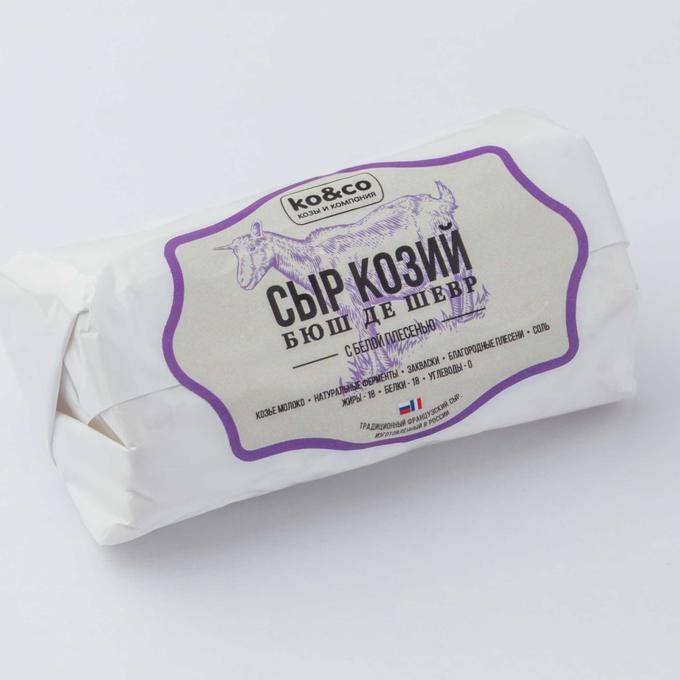 ko&co
КОЗЫ И КОМПАНИЯ
СЫР КОЗИЙ
БЮШ ДЕ ШЕВР
С БЕЛОЙ ПЛЕСЕНЬЮ
КОЗЬЕ МОЛОКО • НАТУРАЛЬНЫЕ ФЕРМЕНТЫ • ЗАКВАСКИ • БЛАГОРОДНЫЕ ПЛЕСЕНИ • СОЛЬ
ЖИРЫ - 18 • БЕЛКИ - 18 • УГЛЕВОДЫ - 0
ТРАДИЦИОННЫЙ ФРАНЦУЗСКИЙ СЫР,
ИЗГОТОВЛЕННЫЙ В РОССИИ